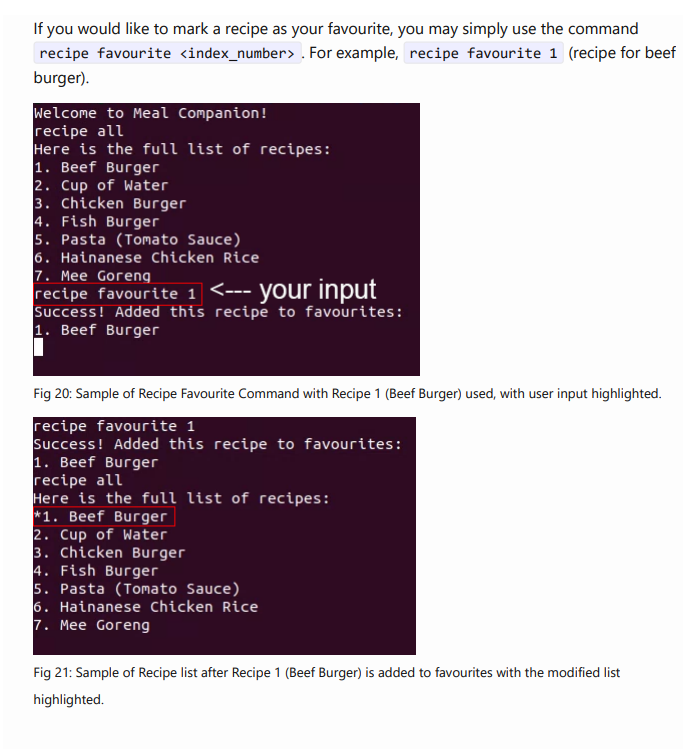 If you would like to mark a recipe as your favourite, you may simply use the command
recipe favourite <index_number> . For example, recipe favourite 1 (recipe for beef
burger).
Welcome to Meal Companion!
recipe all
Here is the full list of recipes:
1. Beef Burger
2. Cup of Water
3. Chicken Burger
4. Fish Burger
5. Pasta (Tomato Sauce)
6. Hainanese Chicken Rice
7. Mee Goreng
recipe favourite 1 <--- your input
Success! Added this recipe to favourites:
1. Beef Burger
Fig 20: Sample of Recipe Favourite Command with Recipe 1 (Beef Burger) used, with user input highlighted.
recipe favourite 1
Success! Added this recipe to favourites:
1. Beef Burger
recipe all
Here is the full list of recipes:
*1. Beef Burger
2. Cup of Water
3. Chicken Burger
4. Fish Burger
5. Pasta (Tomato Sauce)
6. Hainanese Chicken Rice
7. Mee Goreng
Fig 21: Sample of Recipe list after Recipe 1 (Beef Burger) is added to favourites with the modified list
highlighted.